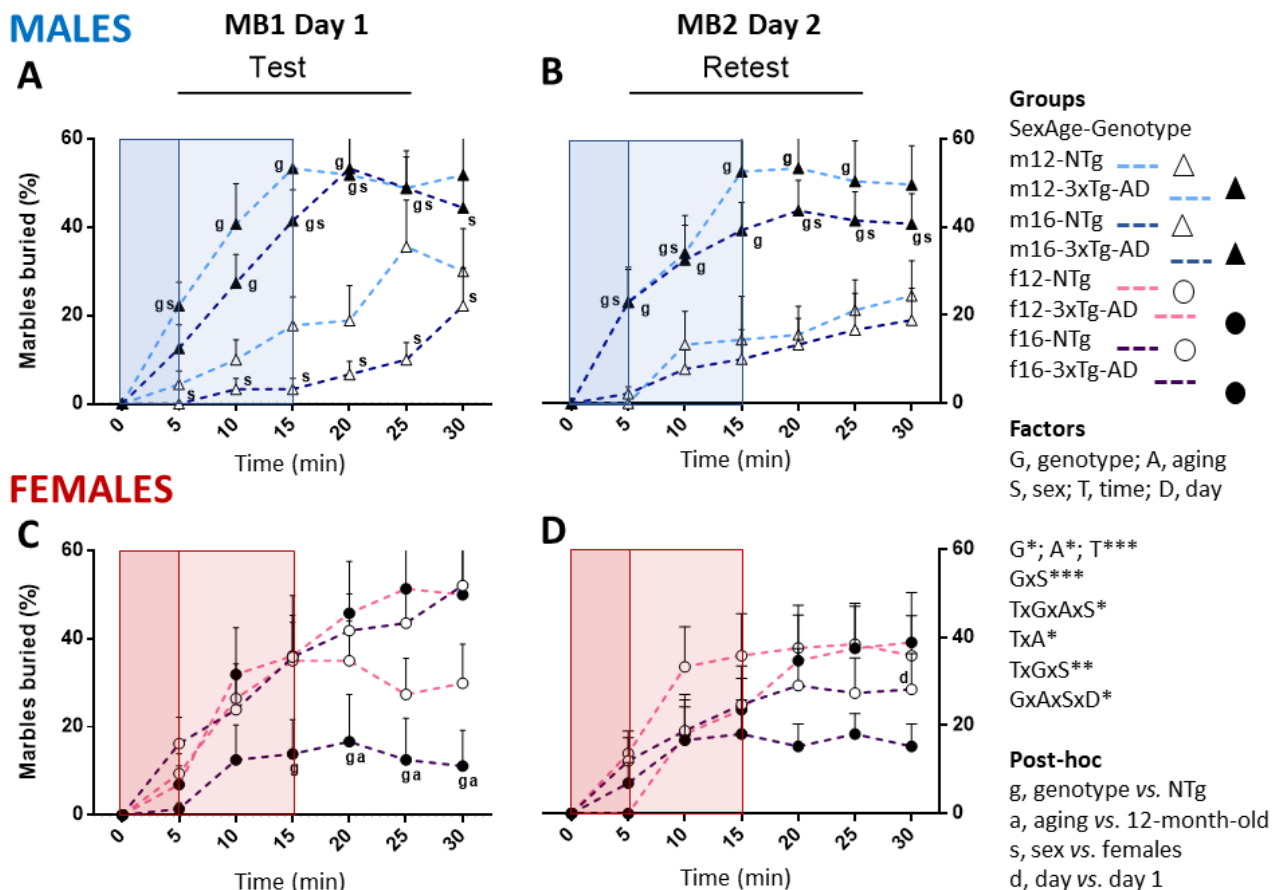 MALES
MB1 Day 1
MB2 Day 2
A
Test
B
Retest
Marbles buried (%)
60
40
20
0
gs
g
g
g
gs
g
gs
gs
s
s
s
s
s
s
s
0
5
10
15
20
25
30
Time (min)
gs
g
gs
g
g
g
g
gs
gs
gs
60
40
20
0
0
5
10
15
20
25
30
Time (min)
FEMALES
C
D
Marbles buried (%)
60
40
20
0
g
ga
ga
ga
0
5
10
15
20
25
30
Time (min)
d
60
40
20
0
0
5
10
15
20
25
30
Time (min)
Groups
SexAge-Genotype
m12-NTg
m12-3xTg-AD
m16-NTg
m16-3xTg-AD
f12-NTg
f12-3xTg-AD
f16-NTg
f16-3xTg-AD
Factors
G, genotype; A, aging
S, sex; T, time; D, day
G*; A*; T***
GxS***
TxGxAxS*
TxA*
TxGxS**
GxAxSxD*
Post-hoc
g, genotype vs. NTg
a, aging vs. 12-month-old
s, sex vs. females
d, day vs. day 1